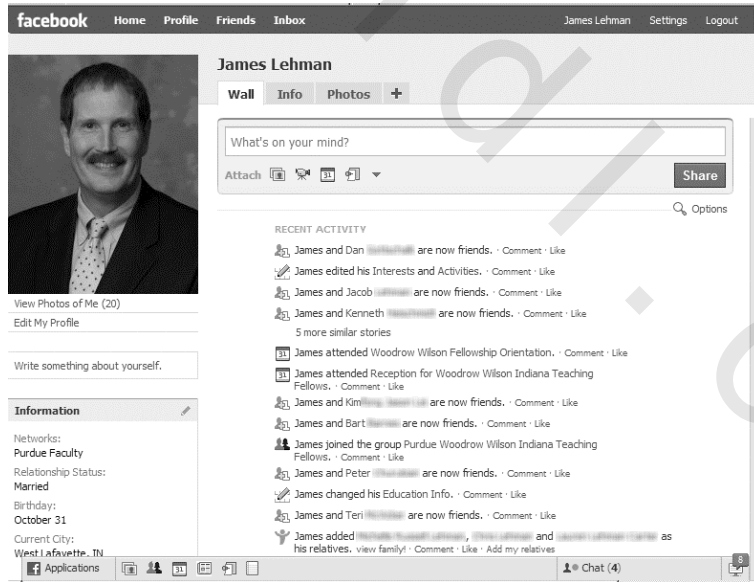 facebook Home Profile Friends Inbox James Lehman Settings Logout
James Lehman
Wall Info Photos +
What's on your mind?
Attach 31 Share
Options
RECENT ACTIVITY
James and Dan are now friends. · Comment · Like
James edited his Interests and Activities. · Comment · Like
James and Jacob are now friends. · Comment · Like
James and Kenneth are now friends. · Comment · Like
5 more similar stories
31 James attended Woodrow Wilson Fellowship Orientation. · Comment · Like
31 James attended Reception for Woodrow Wilson Indiana Teaching
Fellows. · Comment · Like
James and Kim are now friends. · Comment · Like
James and Bart are now friends. · Comment · Like
James joined the group Purdue Woodrow Wilson Indiana Teaching
Fellows. · Comment · Like
James and Peter are now friends. · Comment · Like
James changed his Education Info. · Comment · Like
James and Teri are now friends. · Comment · Like
James added and as
his relatives. view family! · Comment · Like · Add my relatives
View Photos of Me (20)
Edit My Profile
Write something about yourself.
Information
Networks:
Purdue Faculty
Relationship Status:
Married
Birthday:
October 31
Current City:
West Lafayette, IN
f Applications 31 Chat (4) 8